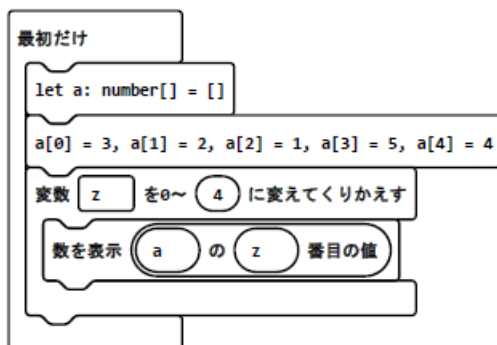 最初だけ
let a: number[] = []
a[0] = 3, a[1] = 2, a[2] = 1, a[3] = 5, a[4] = 4
変数 z を0～ 4 に変えてくりかえす
数を表示 a の z 番目の値